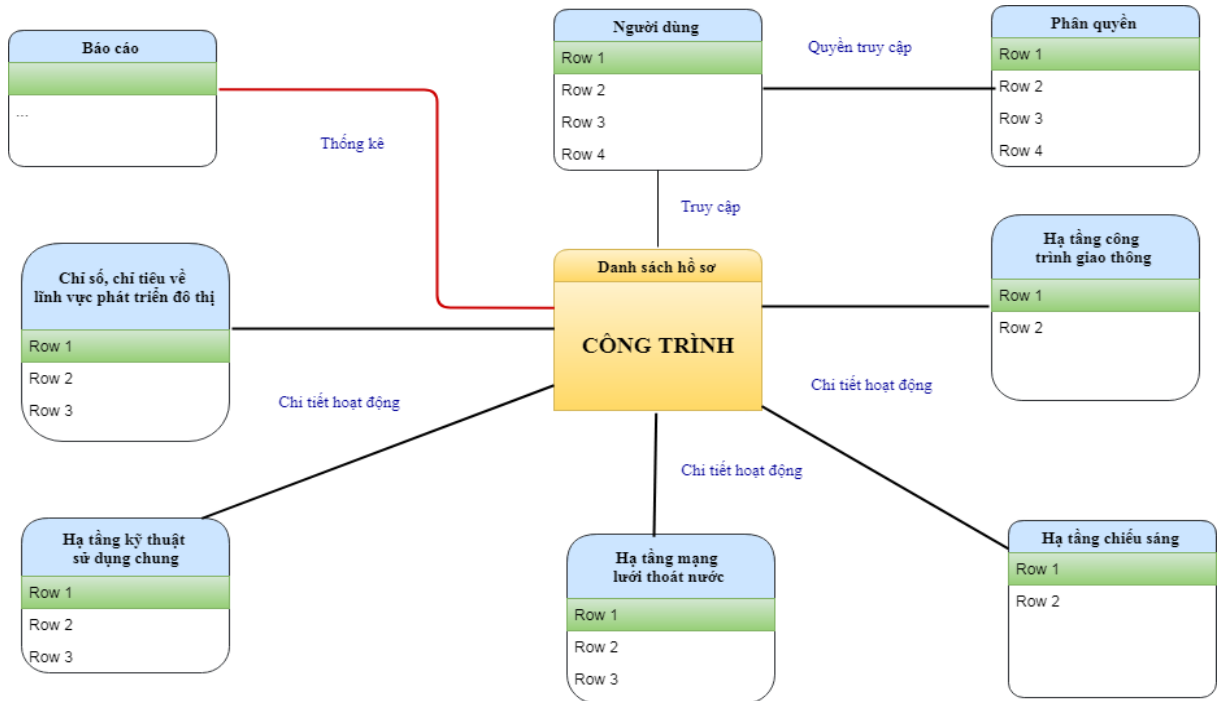 Báo cáo
...
Người dùng
Row 1
Row 2
Row 3
Row 4
Quyền truy cập
Phân quyền
Row 1
Row 2
Row 3
Row 4
Thống kê
Truy cập
Chỉ số, chỉ tiêu về
lĩnh vực phát triển đô thị
Row 1
Row 2
Row 3
Danh sách hồ sơ
CÔNG TRÌNH
Hạ tầng công
trình giao thông
Row 1
Row 2
Chi tiết hoạt động
Chi tiết hoạt động
Chi tiết hoạt động
Hạ tầng kỹ thuật
sử dụng chung
Row 1
Row 2
Row 3
Hạ tầng mạng
lưới thoát nước
Row 1
Row 2
Row 3
Hạ tầng chiếu sáng
Row 1
Row 2